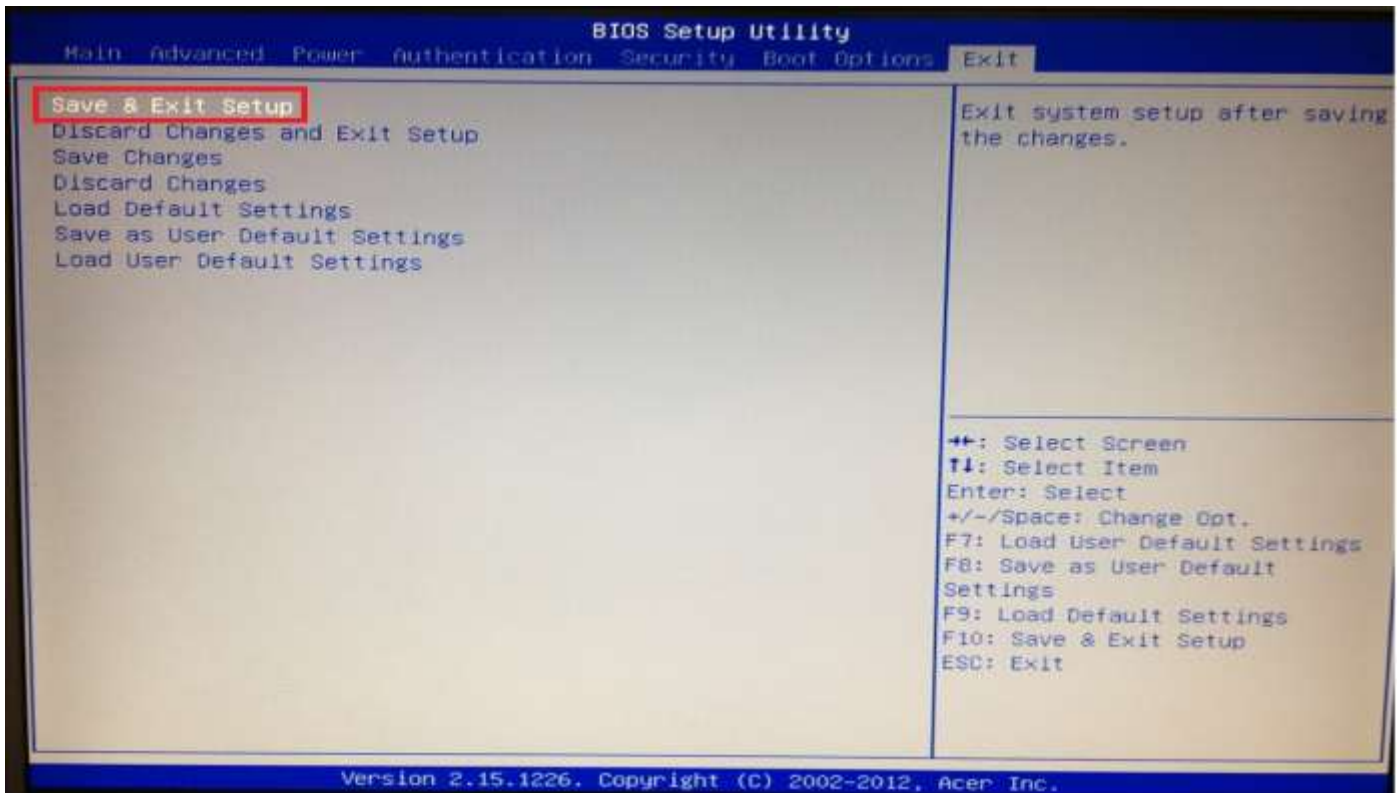 BIOS Setup Utility
Main Advanced Power Authentication Security Boot Options Exit
Save & Exit Setup
Discard Changes and Exit Setup
Save Changes
Discard Changes
Load Default Settings
Save as User Default Settings
Load User Default Settings
Exit system setup after saving
the changes.
→←: Select Screen
↑↓: Select Item
Enter: Select
+/-/Space: Change Opt.
F7: Load User Default Settings
F8: Save as User Default
Settings
F9: Load Default Settings
F10: Save & Exit Setup
ESC: Exit
Version 2.15.1226. Copyright (C) 2002-2012, Acer Inc.